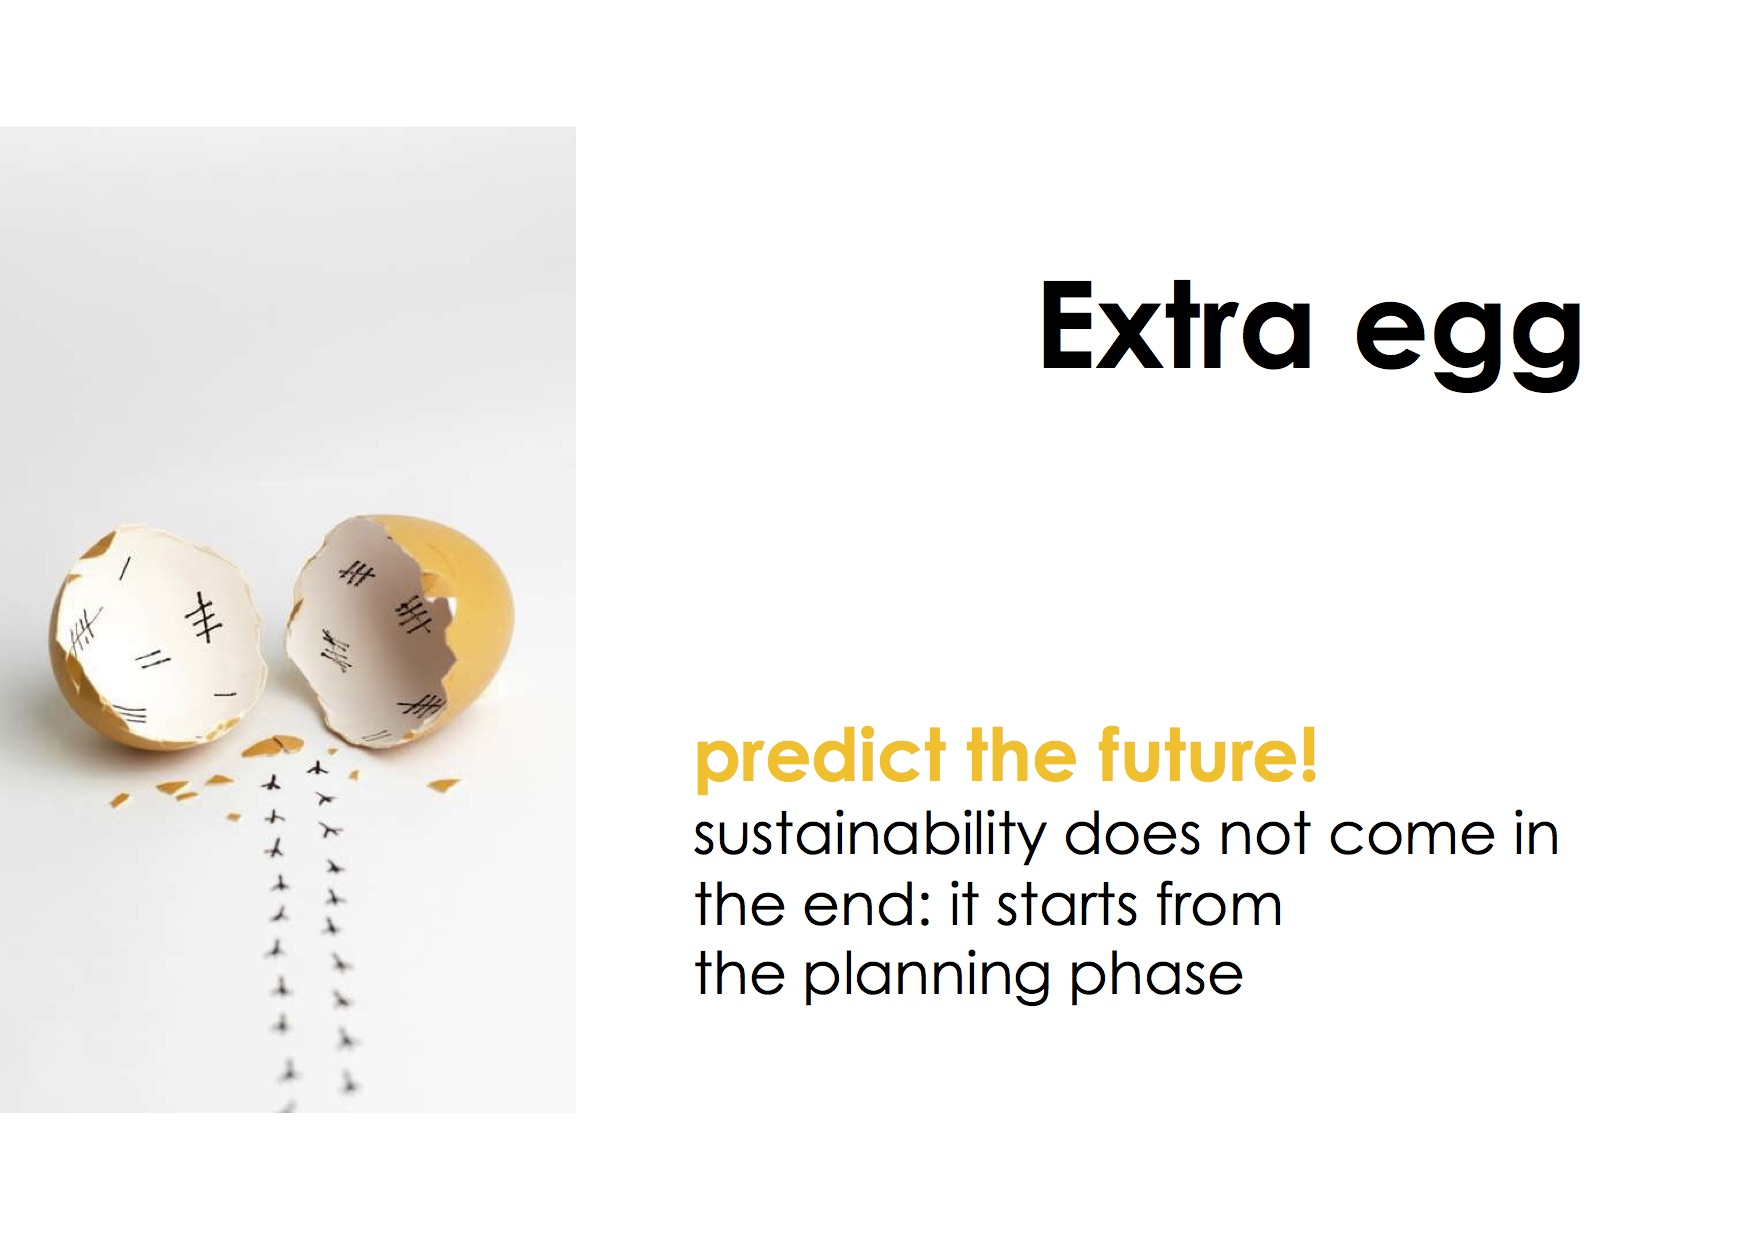 Extra egg
predict the future!
sustainability does not come in
the end: it starts from
the planning phase